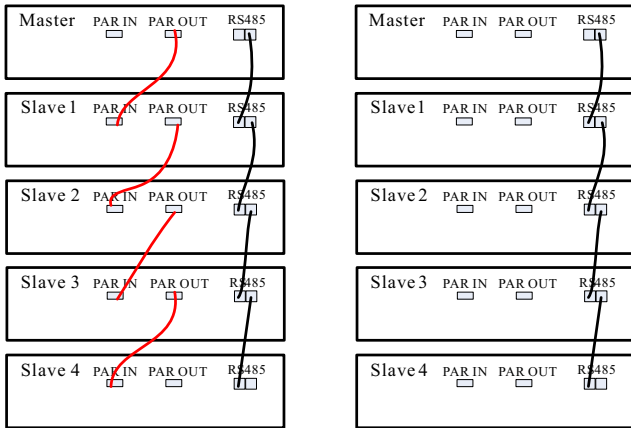 Master PAR IN PAR OUT RS485
Slave 1 PAR IN PAR OUT RS485
Slave 2 PAR IN PAR OUT RS485
Slave 3 PAR IN PAR OUT RS485
Slave 4 PAR IN PAR OUT RS485
Master PAR IN PAR OUT RS485
Slave1 PAR IN PAR OUT RS485
Slave 2 PAR IN PAR OUT RS485
Slave 3 PAR IN PAR OUT RS485
Slave 4 PAR IN PAR OUT RS485